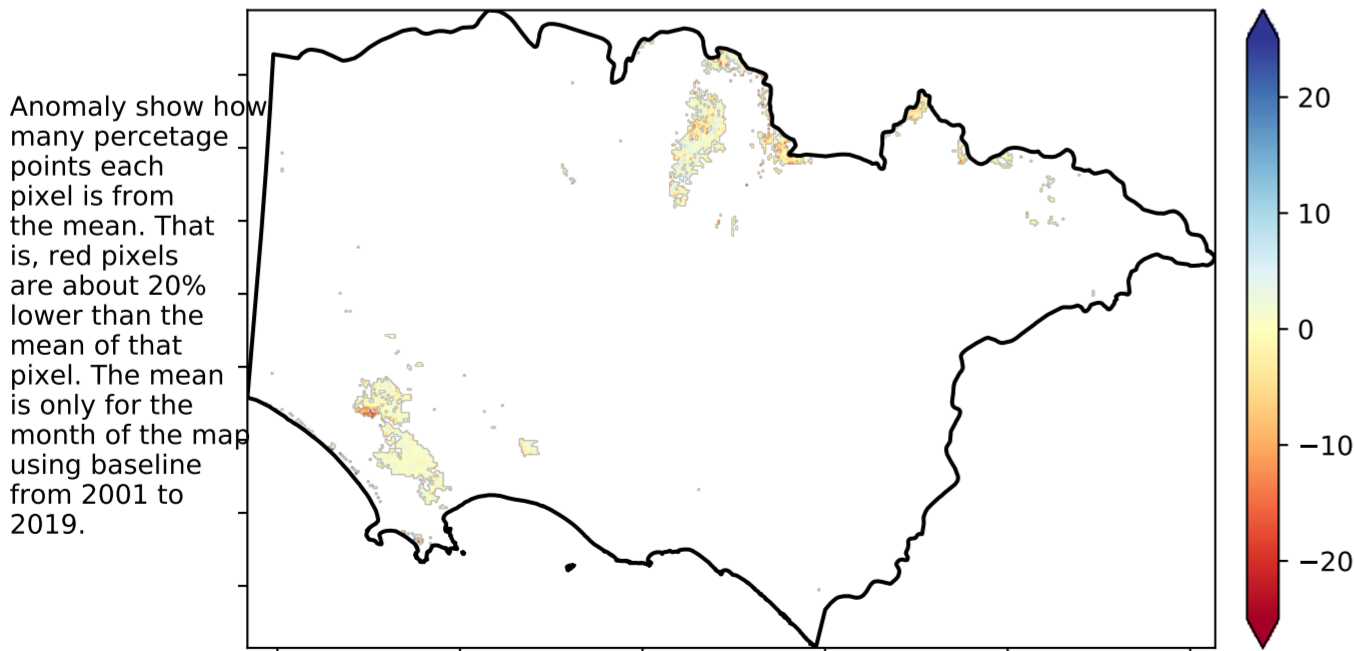 Anomaly show how
many percetage
points each
pixel is from
the mean. That
is, red pixels
are about 20%
lower than the
mean of that
pixel. The mean
is only for the
month of the map
using baseline
from 2001 to
2019.
20
10
0
−10
−20